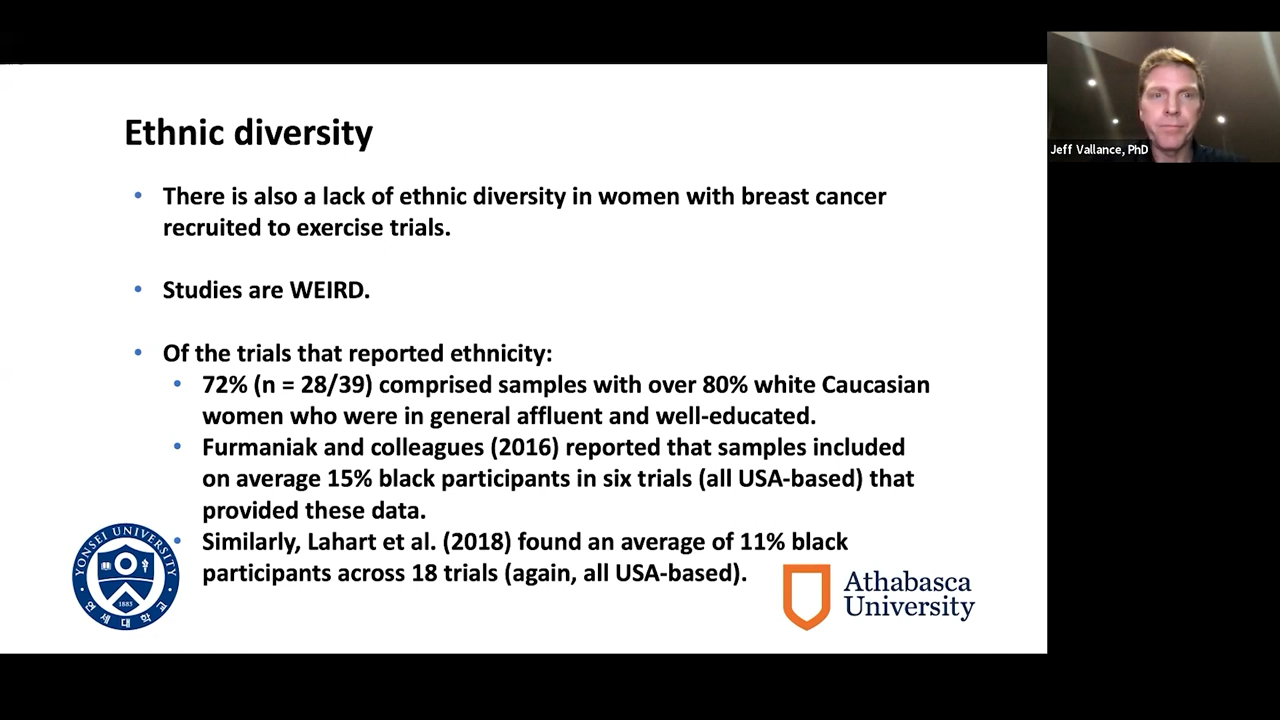 Ethnic diversity
• There is also a lack of ethnic diversity in women with breast cancer
recruited to exercise trials.
• Studies are WEIRD.
• Of the trials that reported ethnicity:
• 72% (n = 28/39) comprised samples with over 80% white Caucasian
women who were in general affluent and well-educated.
• Furmaniak and colleagues (2016) reported that samples included
on average 15% black participants in six trials (all USA-based) that
provided these data.
• Similarly, Lahart et al. (2018) found an average of 11% black
participants across 18 trials (again, all USA-based).
YONSEI UNIVERSITY
1885
연세대학교
Athabasca
University
Jeff Vallance, PhD